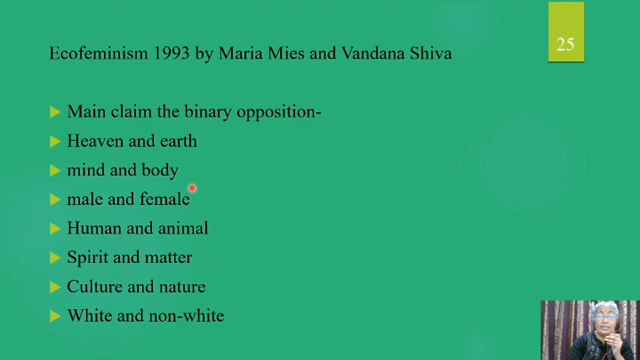 25
Ecofeminism 1993 by Maria Mies and Vandana Shiva
Main claim the binary opposition-
Heaven and earth
mind and body
male and female
Human and animal
Spirit and matter
Culture and nature
White and non-white